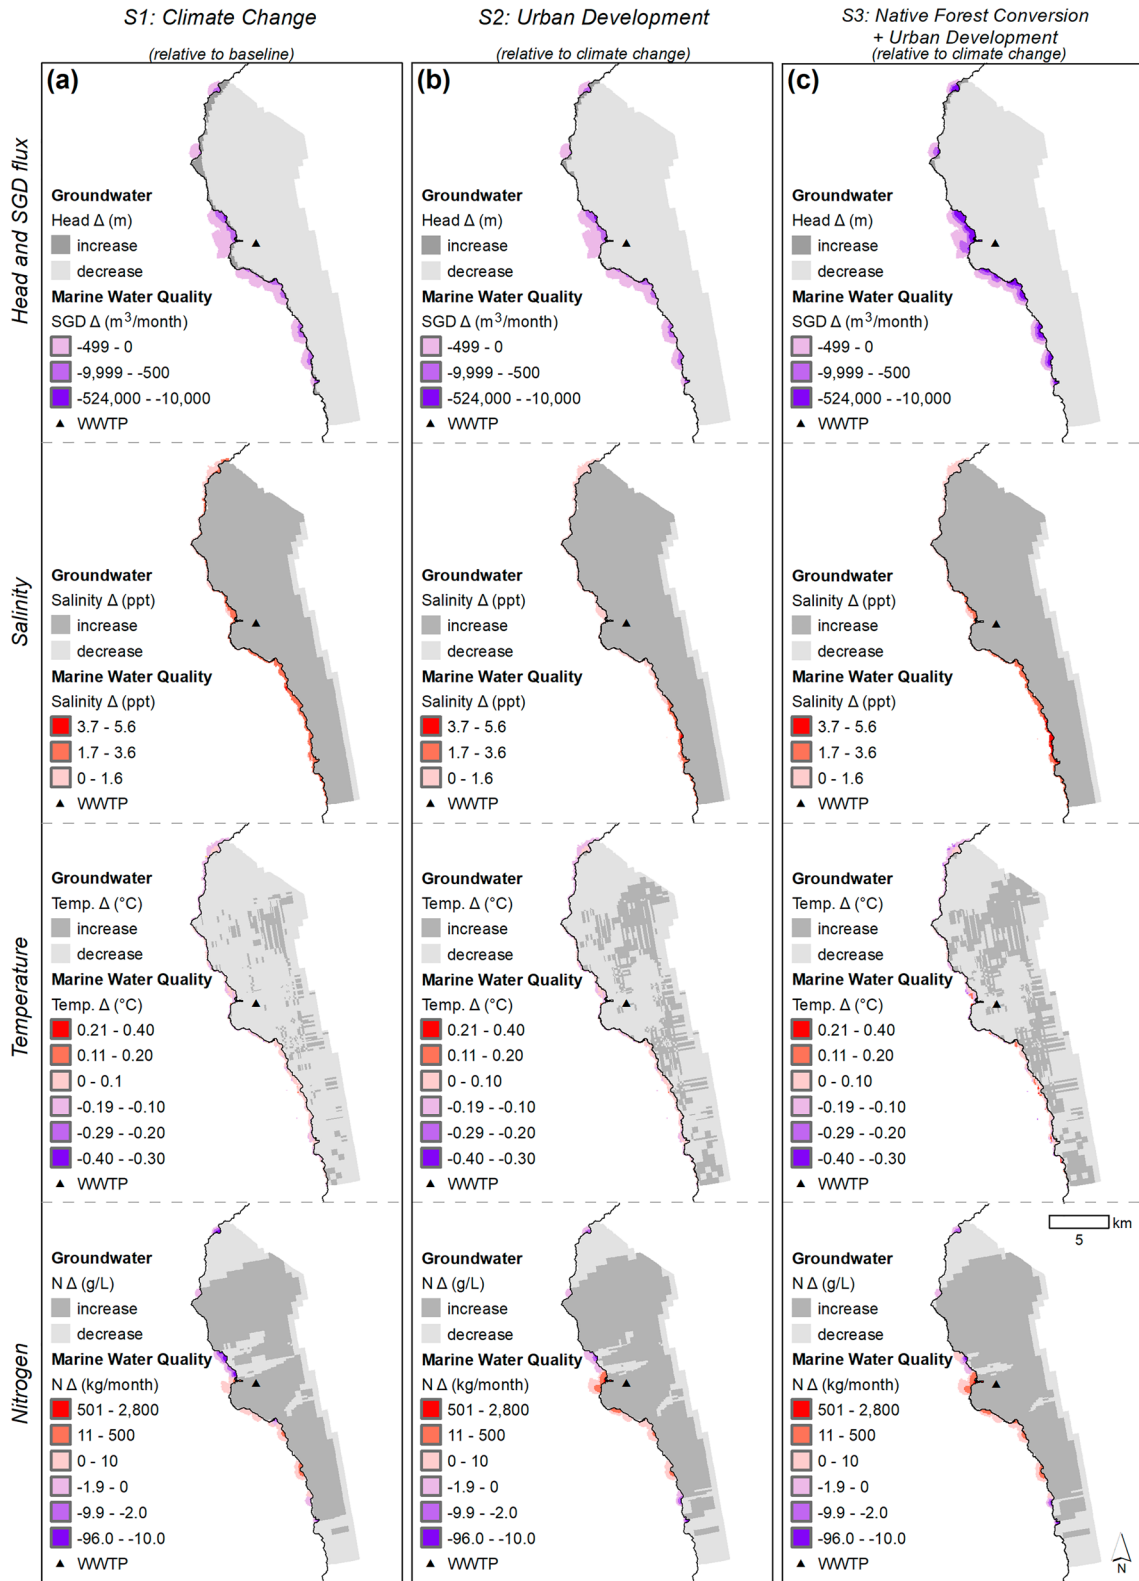 S1: Climate Change
(relative to baseline)
S2: Urban Development
(relative to climate change)
S3: Native Forest Conversion
+ Urban Development
(relative to climate change)
Head and SGD flux
(a)
Groundwater
Head Δ (m)
increase
decrease
Marine Water Quality
SGD Δ (m³/month)
-499 - 0
-9,999 - -500
-524,000 - -10,000
WWTP
(b)
Groundwater
Head Δ (m)
increase
decrease
Marine Water Quality
SGD Δ (m³/month)
-499 - 0
-9,999 - -500
-524,000 - -10,000
WWTP
(c)
Groundwater
Head Δ (m)
increase
decrease
Marine Water Quality
SGD Δ (m³/month)
-499 - 0
-9,999 - -500
-524,000 - -10,000
WWTP
Salinity
Groundwater
Salinity Δ (ppt)
increase
decrease
Marine Water Quality
Salinity Δ (ppt)
3.7 - 5.6
1.7 - 3.6
0 - 1.6
WWTP
Groundwater
Salinity Δ (ppt)
increase
decrease
Marine Water Quality
Salinity Δ (ppt)
3.7 - 5.6
1.7 - 3.6
0 - 1.6
WWTP
Groundwater
Salinity Δ (ppt)
increase
decrease
Marine Water Quality
Salinity Δ (ppt)
3.7 - 5.6
1.7 - 3.6
0 - 1.6
WWTP
Temperature
Groundwater
Temp. Δ (°C)
increase
decrease
Marine Water Quality
Temp. Δ (°C)
0.21 - 0.40
0.11 - 0.20
0 - 0.1
-0.19 - -0.10
-0.29 - -0.20
-0.40 - -0.30
WWTP
Groundwater
Temp. Δ (°C)
increase
decrease
Marine Water Quality
Temp. Δ (°C)
0.21 - 0.40
0.11 - 0.20
0 - 0.10
-0.19 - -0.10
-0.29 - -0.20
-0.40 - -0.30
WWTP
Groundwater
Temp. Δ (°C)
increase
decrease
Marine Water Quality
Temp. Δ (°C)
0.21 - 0.40
0.11 - 0.20
0 - 0.10
-0.19 - -0.10
-0.29 - -0.20
-0.40 - -0.30
WWTP
Nitrogen
Groundwater
N Δ (g/L)
increase
decrease
Marine Water Quality
N Δ (kg/month)
501 - 2,800
11 - 500
0 - 10
-1.9 - 0
-9.9 - -2.0
-96.0 - -10.0
WWTP
Groundwater
N Δ (g/L)
increase
decrease
Marine Water Quality
N Δ (kg/month)
501 - 2,800
11 - 500
0 - 10
-1.9 - 0
-9.9 - -2.0
-96.0 - -10.0
WWTP
km
5
Groundwater
N Δ (g/L)
increase
decrease
Marine Water Quality
N Δ (kg/month)
501 - 2,800
11 - 500
0 - 10
-1.9 - 0
-9.9 - -2.0
-96.0 - -10.0
WWTP
N